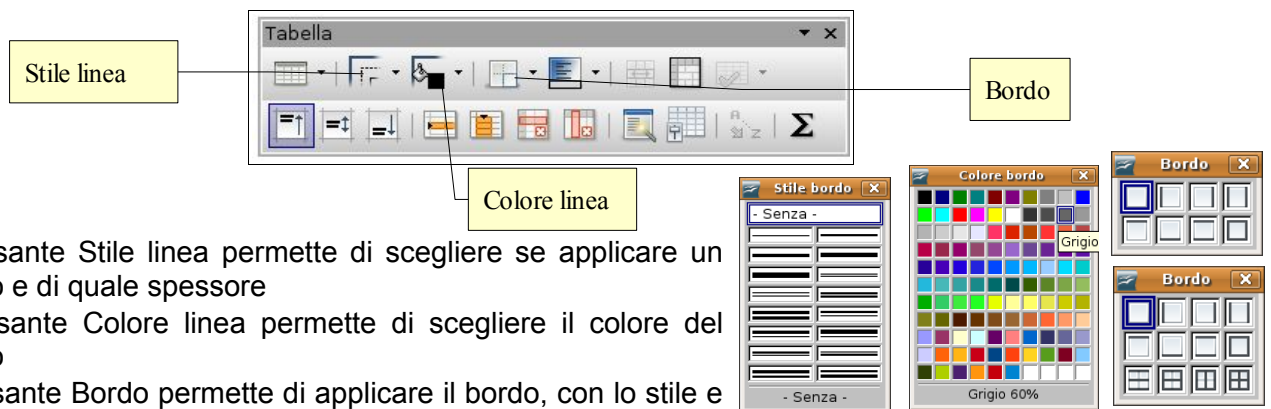 Tabella
Stile linea
Bordo
Colore linea
A
Z
Σ
Stile bordo
- Senza -
- Senza -
Colore bordo
Grigio
Grigio 60%
Bordo
Bordo
sante Stile linea permette di scegliere se applicare un
o e di quale spessore
sante Colore linea permette di scegliere il colore del
o
sante Bordo permette di applicare il bordo, con lo stile e